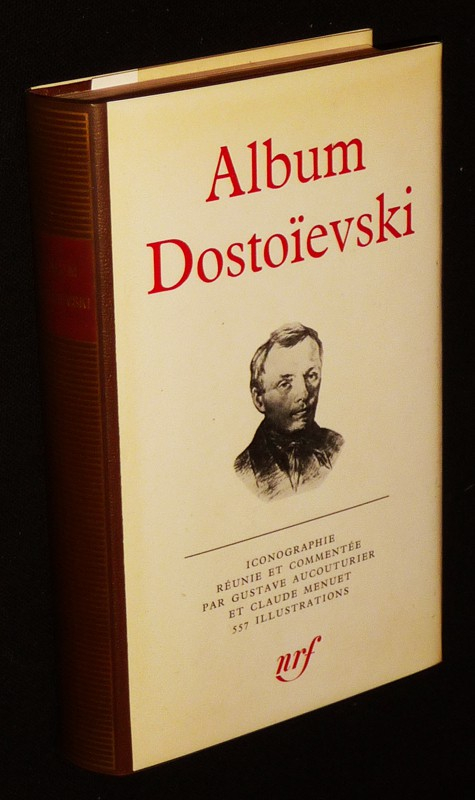 Album
Dostoïevski
ICONOGRAPHIE
RÉUNIE ET COMMENTÉE
PAR GUSTAVE AUCOUTURIER
ET CLAUDE MENUET
557 ILLUSTRATIONS
nrf